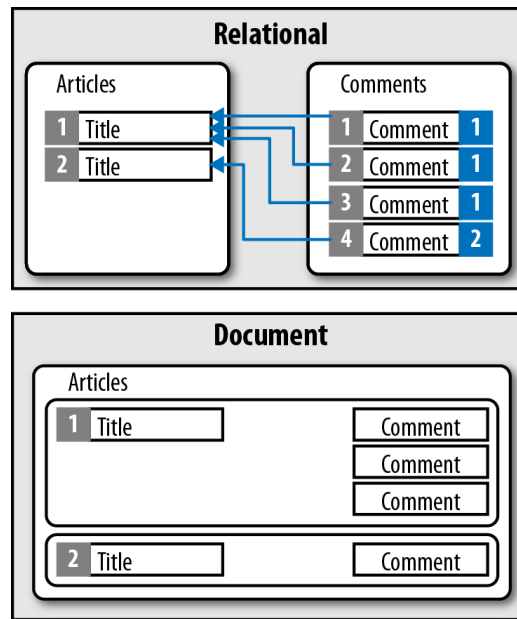 Relational
Articles
Comments
1 Title
2 Title
1 Comment 1
2 Comment 1
3 Comment 1
4 Comment 2
Document
Articles
1 Title
Comment
Comment
Comment
2 Title
Comment